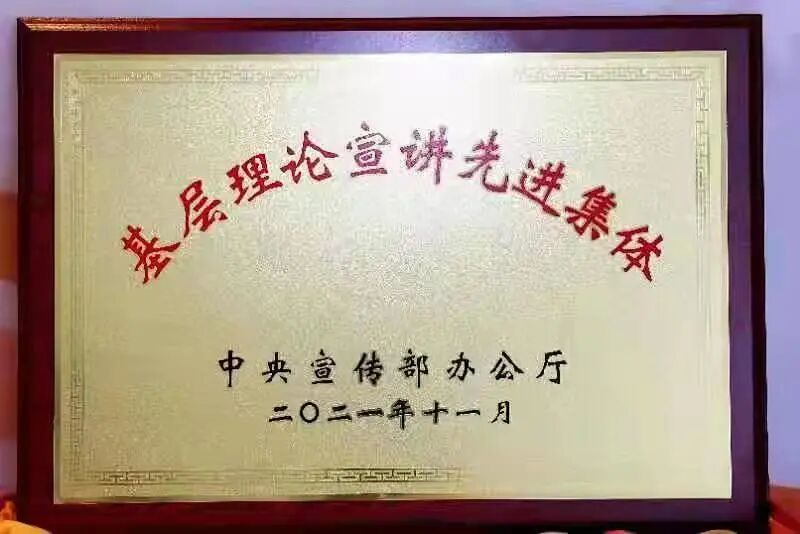 基层理论宣讲先进集体
中央宣传部办公厅
二〇二一年十一月